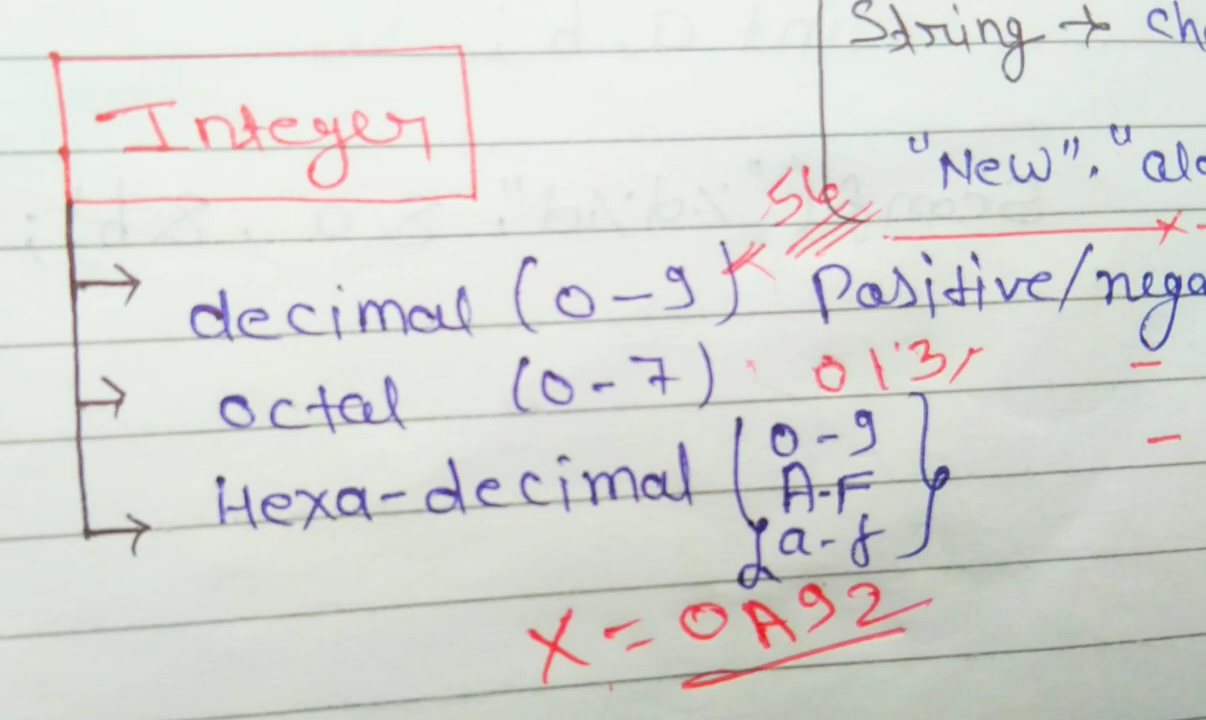 String → ch
"New". "alo
Integer
56
decimal (0-9) Positive/nega
octal (0-7) 013,
Hexa-decimal (0-9
A-F
a-f)
X = 0A92